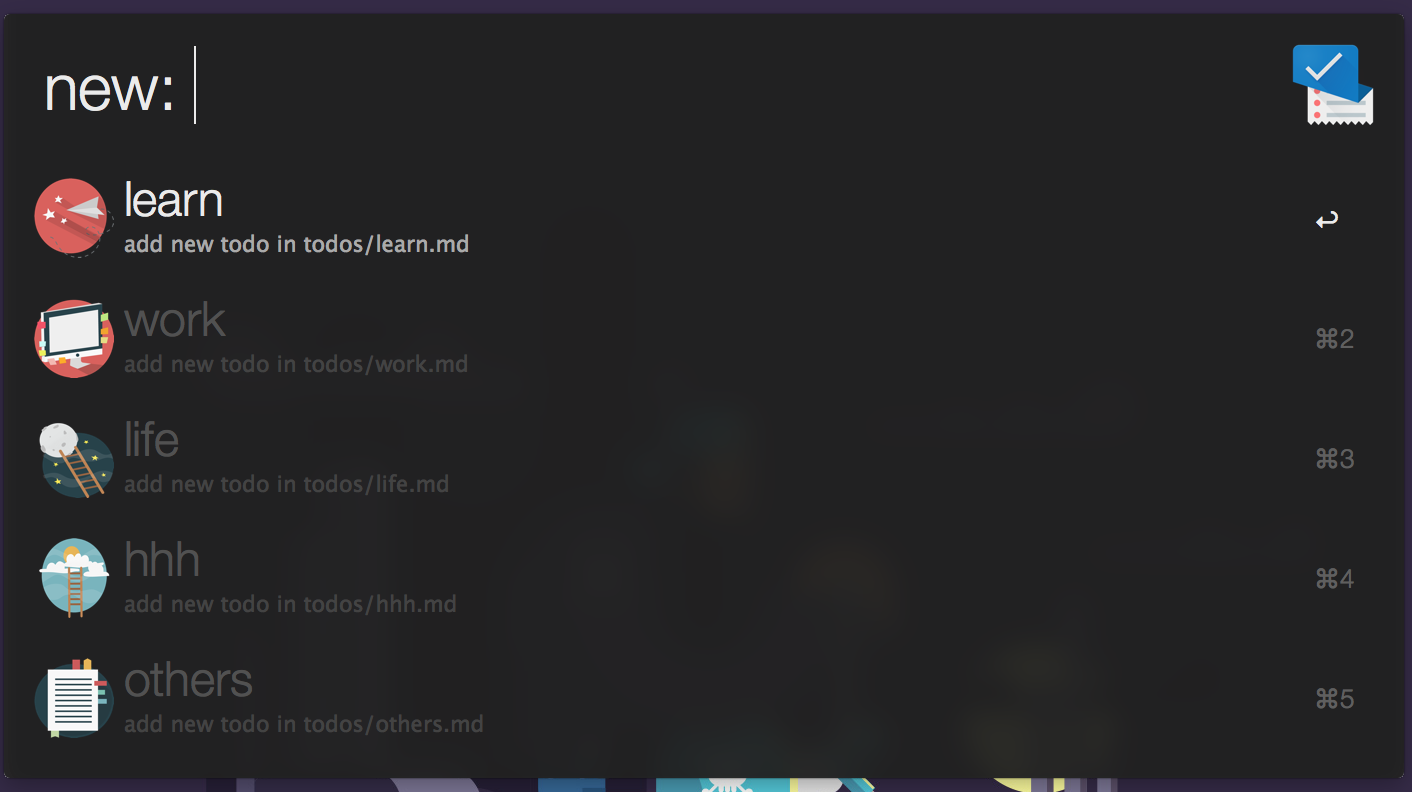 new:
learn
add new todo in todos/learn.md
↩
work
add new todo in todos/work.md
⌘2
life
add new todo in todos/life.md
⌘3
hhh
add new todo in todos/hhh.md
⌘4
others
add new todo in todos/others.md
⌘5